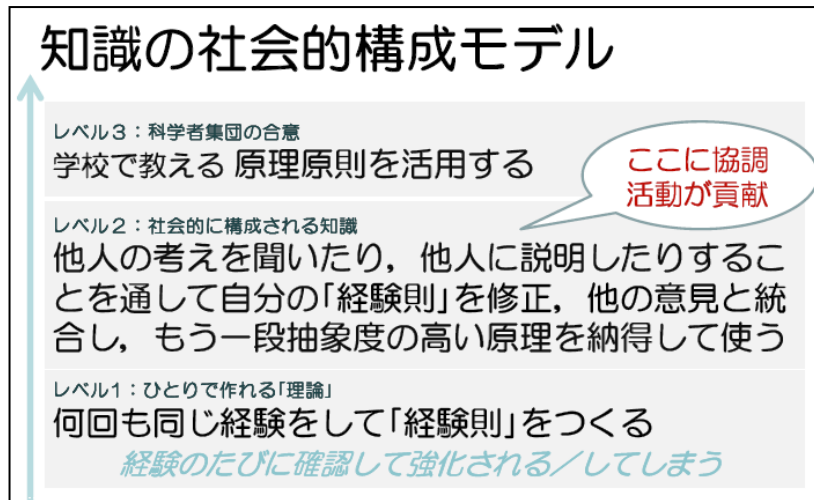 知識の社会的構成モデル
レベル３：科学者集団の合意
学校で教える 原理原則を活用する
ここに協調
活動が貢献
レベル２：社会的に構成される知識
他人の考えを聞いたり，他人に説明したりするこ
とを通して自分の｢経験則｣を修正，他の意見と統
合し，もう一段抽象度の高い原理を納得して使う
レベル１：ひとりで作れる｢理論｣
何回も同じ経験をして｢経験則｣をつくる
経験のたびに確認して強化される／してしまう